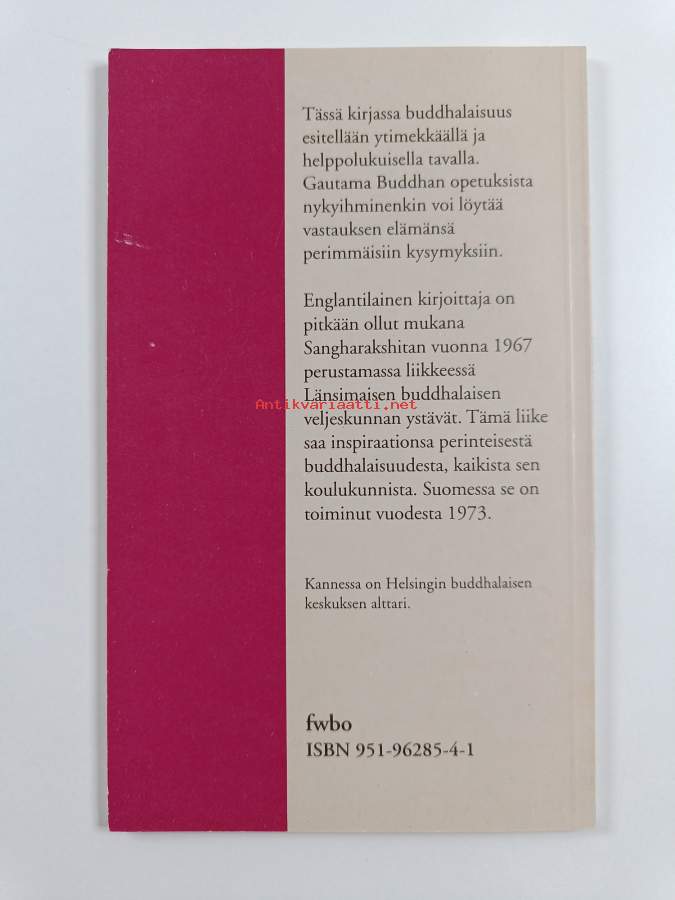 Tässä kirjassa buddhalaisuus
esitellään ytimekkäällä ja
helppolukuisella tavalla.
Gautama Buddhan opetuksista
nykyihminenkin voi löytää
vastauksen elämänsä
perimmäisiin kysymyksiin.
Englantilainen kirjoittaja on
pitkään ollut mukana
Sangharakshitan vuonna 1967
perustamassa liikkeessä
Länsimaisen buddhalaisen
Antikvariaatti.net
veljeskunnan ystävät. Tämä liike
saa inspiraationsa perinteisestä
buddhalaisuudesta, kaikista sen
koulukunnista. Suomessa se on
toiminut vuodesta 1973.
Kannessa on Helsingin buddhalaisen
keskuksen alttari.
fwbo
ISBN 951-96285-4-1